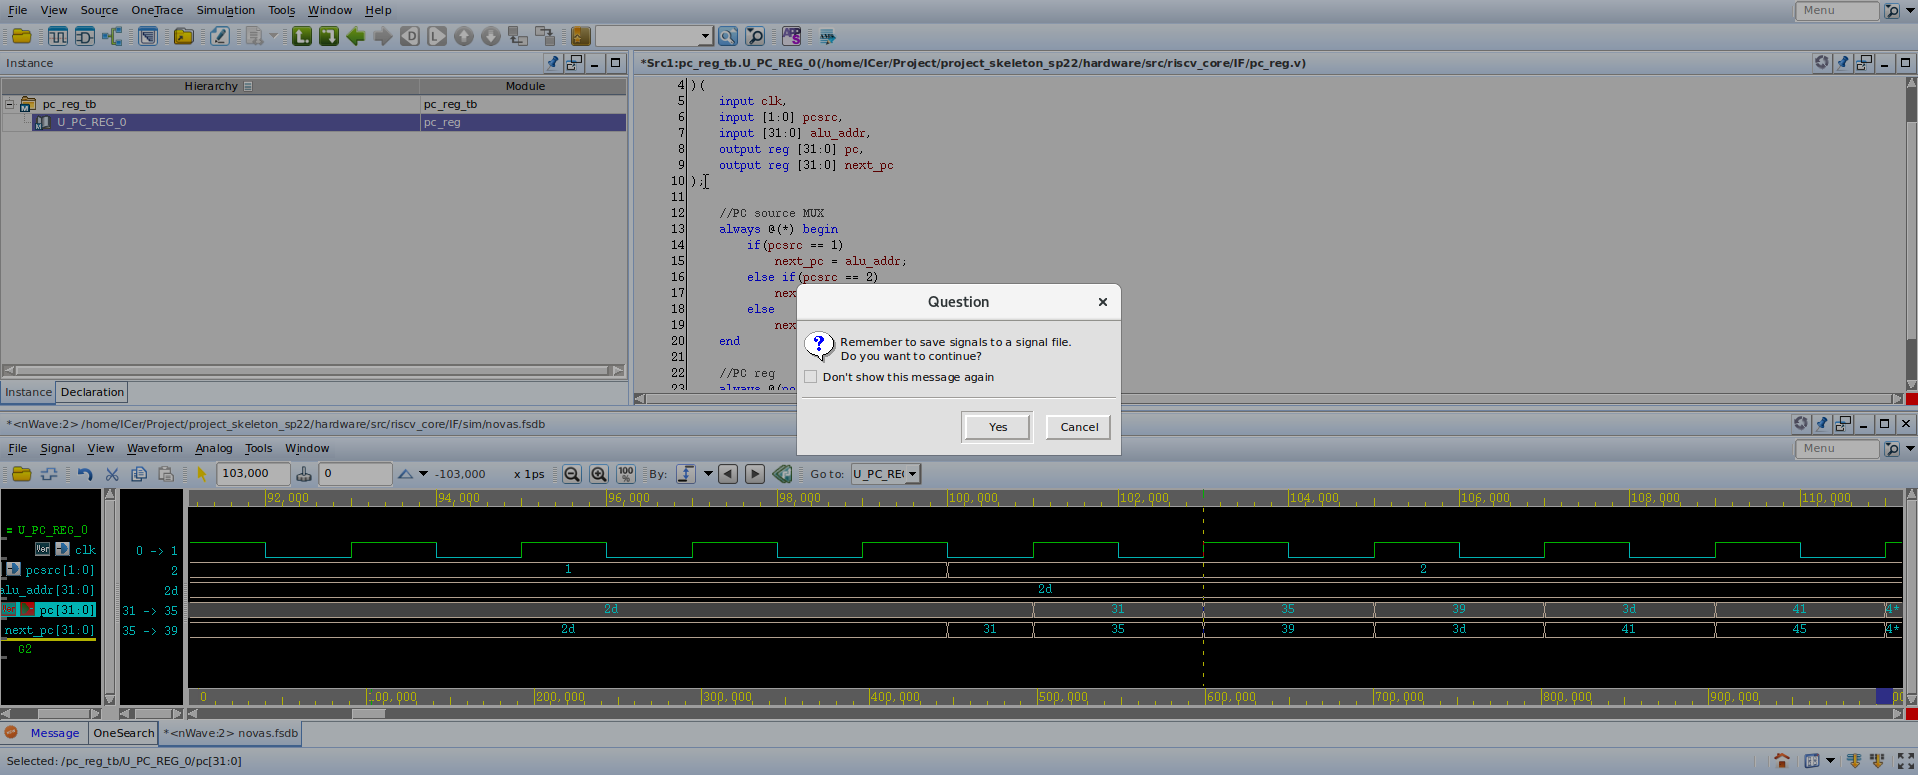 File View Source OneTrace Simulation Tools Window Help
Menu
Instance
*Src1:pc_reg_tb.U_PC_REG_0(/home/ICer/Project/project_skeleton_sp22/hardware/src/riscv_core/IF/pc_reg.v)
Hierarchy Module
pc_reg_tb pc_reg_tb
U_PC_REG_0 pc_reg
4 )(
5 input clk,
6 input [1:0] pcsrc,
7 input [31:0] alu_addr,
8 output reg [31:0] pc,
9 output reg [31:0] next_pc
10 );
11
12 //PC source MUX
13 always @(*) begin
14 if(pcsrc == 1)
15 next_pc = alu_addr;
16 else if(pcsrc == 2)
17 nex
18 else
19 nex
20 end
21
22 //PC reg
23 always @(po
Instance Declaration
Question
Remember to save signals to a signal file.
Do you want to continue?
Don't show this message again
Yes Cancel
*<nWave:2> /home/ICer/Project/project_skeleton_sp22/hardware/src/riscv_core/IF/sim/novas.fsdb
File Signal View Waveform Analog Tools Window
Menu
103,000 0 -103,000 x 1ps 100% By: Go to: U_PC_RE(
92,000 94,000 96,000 98,000 100,000 102,000 104,000 106,000 108,000 110,000
= U_PC_REG_0
clk 0 -> 1
pcsrc[1:0] 2 1 2
alu_addr[31:0] 2d 2d
pc[31:0] 31 -> 35 2d 31 35 39 3d 41 4*
next_pc[31:0] 35 -> 39 2d 31 35 39 3d 41 45 4*
G2
0 100,000 200,000 300,000 400,000 500,000 600,000 700,000 800,000 900,000
Message OneSearch *<nWave:2> novas.fsdb
Selected: /pc_reg_tb/U_PC_REG_0/pc[31:0]